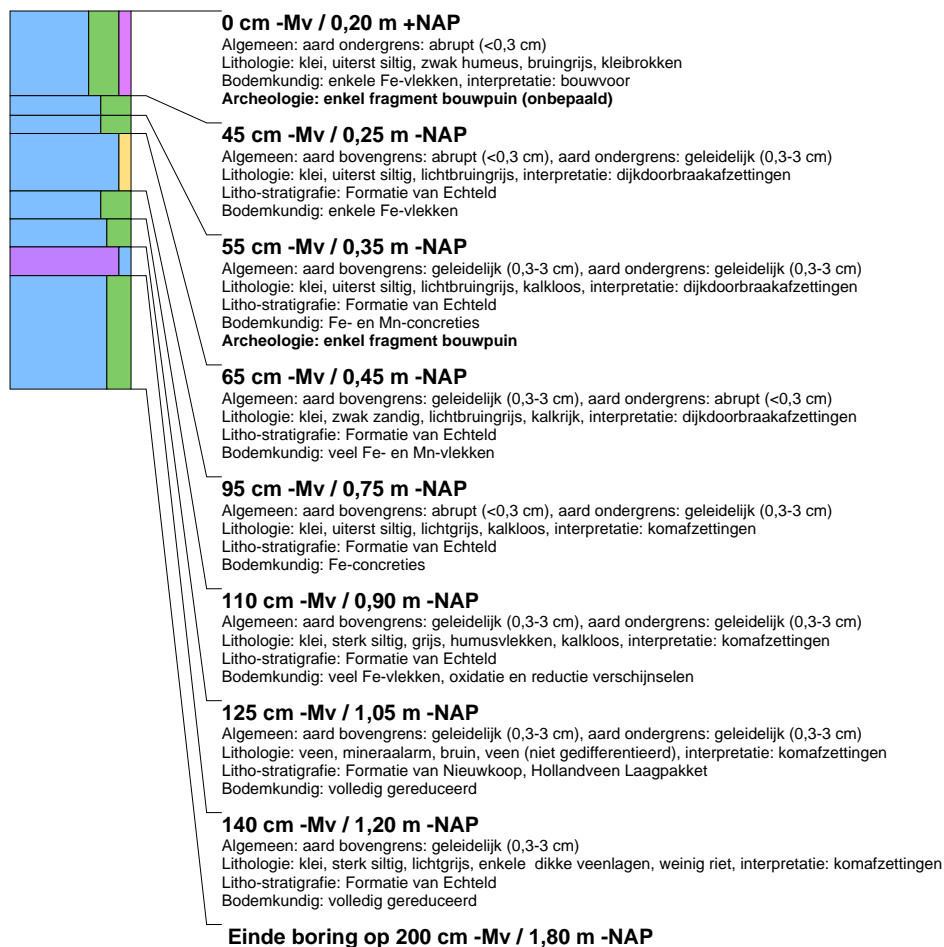 0 cm -Mv / 0,20 m +NAP
Algemeen: aard ondergrens: abrupt (<0,3 cm)
Lithologie: klei, uiterst siltig, zwak humeus, bruingrijs, kleibrokken
Bodemkundig: enkele Fe-vlekken, interpretatie: bouwvoor
Archeologie: enkel fragment bouwpuin (onbepaald)
45 cm -Mv / 0,25 m -NAP
Algemeen: aard bovengrens: abrupt (<0,3 cm), aard ondergrens: geleidelijk (0,3-3 cm)
Lithologie: klei, uiterst siltig, lichtbruingrijs, interpretatie: dijkdoorbraakafzettingen
Litho-stratigrafie: Formatie van Echteld
Bodemkundig: enkele Fe-vlekken
55 cm -Mv / 0,35 m -NAP
Algemeen: aard bovengrens: geleidelijk (0,3-3 cm), aard ondergrens: geleidelijk (0,3-3 cm)
Lithologie: klei, uiterst siltig, lichtbruingrijs, kalkloos, interpretatie: dijkdoorbraakafzettingen
Litho-stratigrafie: Formatie van Echteld
Bodemkundig: Fe- en Mn-concreties
Archeologie: enkel fragment bouwpuin
65 cm -Mv / 0,45 m -NAP
Algemeen: aard bovengrens: geleidelijk (0,3-3 cm), aard ondergrens: abrupt (<0,3 cm)
Lithologie: klei, zwak zandig, lichtbruingrijs, kalkrijk, interpretatie: dijkdoorbraakafzettingen
Litho-stratigrafie: Formatie van Echteld
Bodemkundig: veel Fe- en Mn-vlekken
95 cm -Mv / 0,75 m -NAP
Algemeen: aard bovengrens: abrupt (<0,3 cm), aard ondergrens: geleidelijk (0,3-3 cm)
Lithologie: klei, uiterst siltig, lichtgrijs, kalkloos, interpretatie: komafzettingen
Litho-stratigrafie: Formatie van Echteld
Bodemkundig: Fe-concreties
110 cm -Mv / 0,90 m -NAP
Algemeen: aard bovengrens: geleidelijk (0,3-3 cm), aard ondergrens: geleidelijk (0,3-3 cm)
Lithologie: klei, sterk siltig, grijs, humusvlekken, kalkloos, interpretatie: komafzettingen
Litho-stratigrafie: Formatie van Echteld
Bodemkundig: veel Fe-vlekken, oxidatie en reductie verschijnselen
125 cm -Mv / 1,05 m -NAP
Algemeen: aard bovengrens: geleidelijk (0,3-3 cm), aard ondergrens: geleidelijk (0,3-3 cm)
Lithologie: veen, mineraalarm, bruin, veen (niet gedifferentieerd), interpretatie: komafzettingen
Litho-stratigrafie: Formatie van Nieuwkoop, Hollandveen Laagpakket
Bodemkundig: volledig gereduceerd
140 cm -Mv / 1,20 m -NAP
Algemeen: aard bovengrens: geleidelijk (0,3-3 cm)
Lithologie: klei, sterk siltig, lichtgrijs, enkele dikke veenlagen, weinig riet, interpretatie: komafzettingen
Litho-stratigrafie: Formatie van Echteld
Bodemkundig: volledig gereduceerd
Einde boring op 200 cm -Mv / 1,80 m -NAP